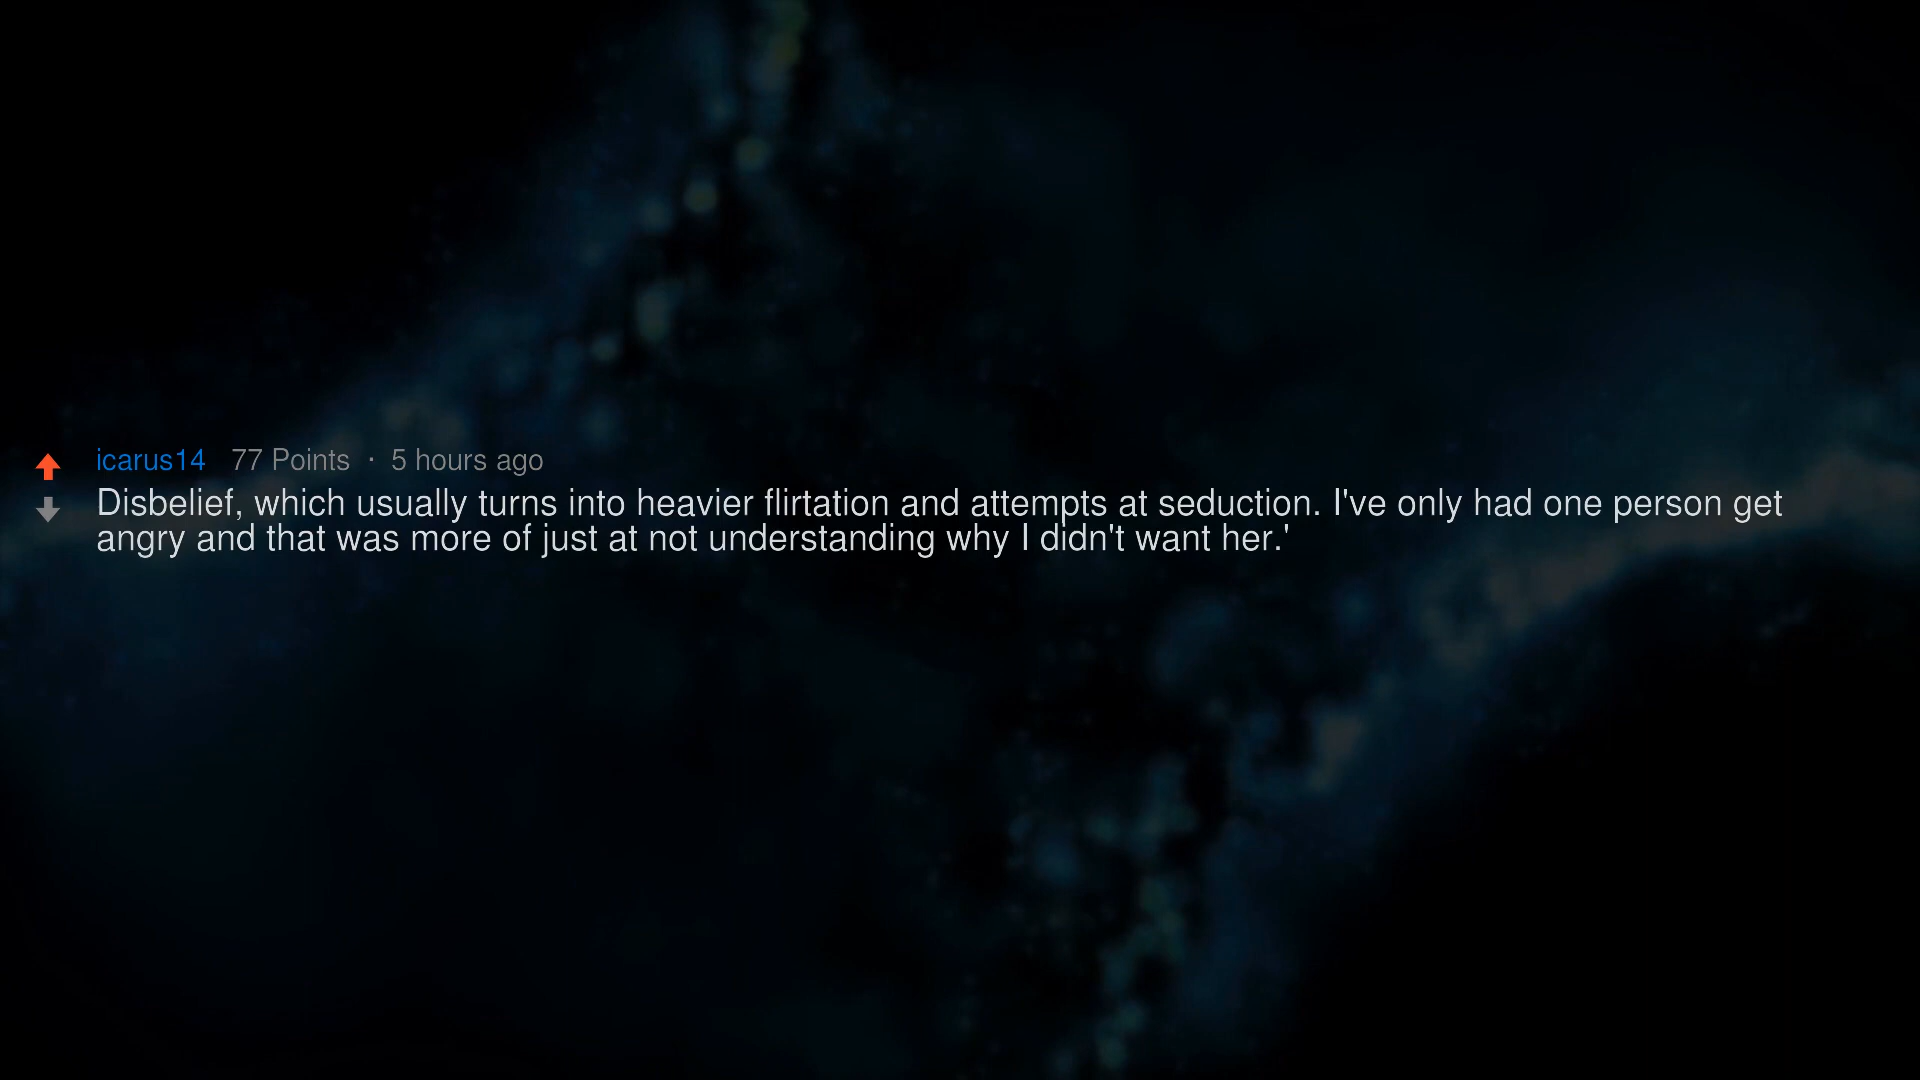 icarus14 77 Points · 5 hours ago
Disbelief, which usually turns into heavier flirtation and attempts at seduction. I've only had one person get
angry and that was more of just at not understanding why I didn't want her.'